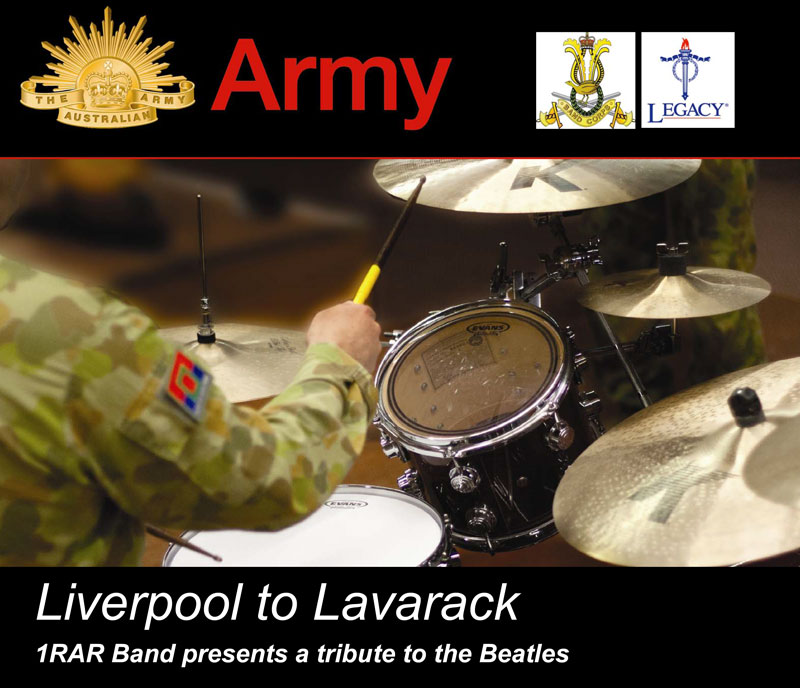 THE AUSTRALIAN ARMY
Army
BAND CORPS
LEGACY®
K
EVANS
EVANS
Liverpool to Lavarack
1RAR Band presents a tribute to the Beatles